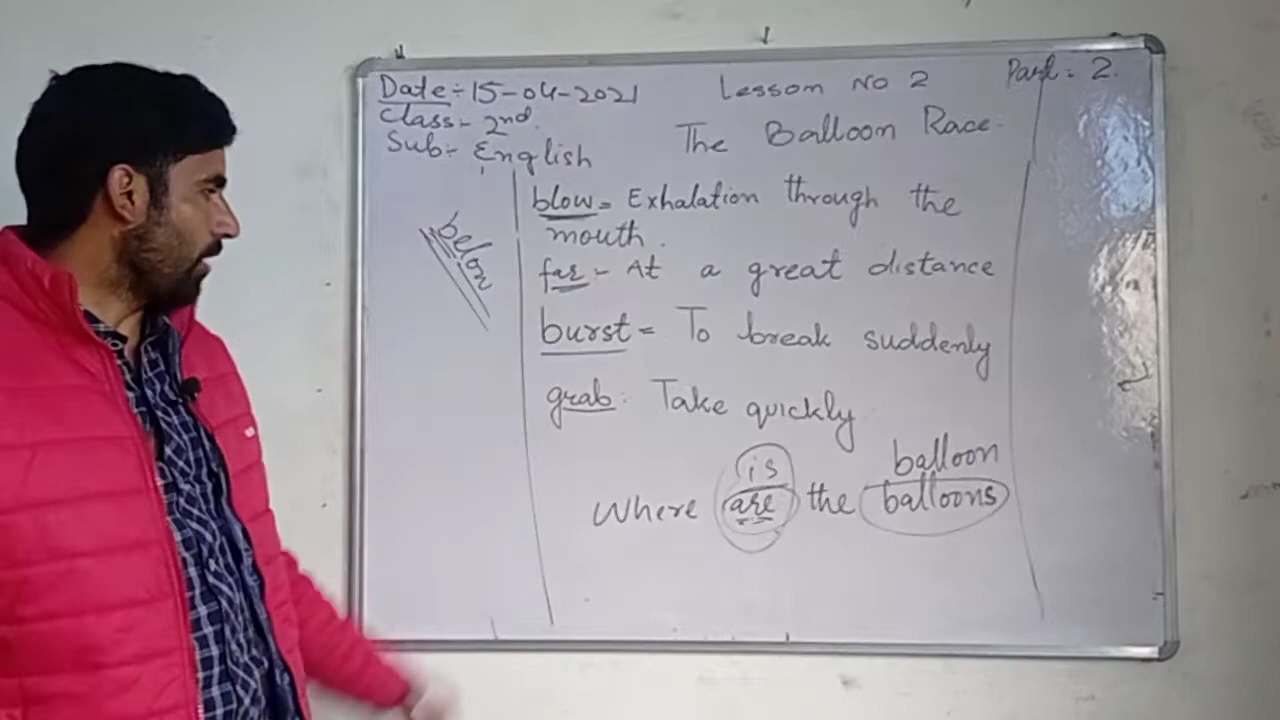 Date:- 15-04-2021
Lesson No 2
Part: 2.
Class:- 2nd.
The Balloon Race.
Sub:- English
blow = Exhalation through the
mouth.
below
far:- At a great distance
burst = To break suddenly
grab: Take quickly
is
balloon
Where are the balloons